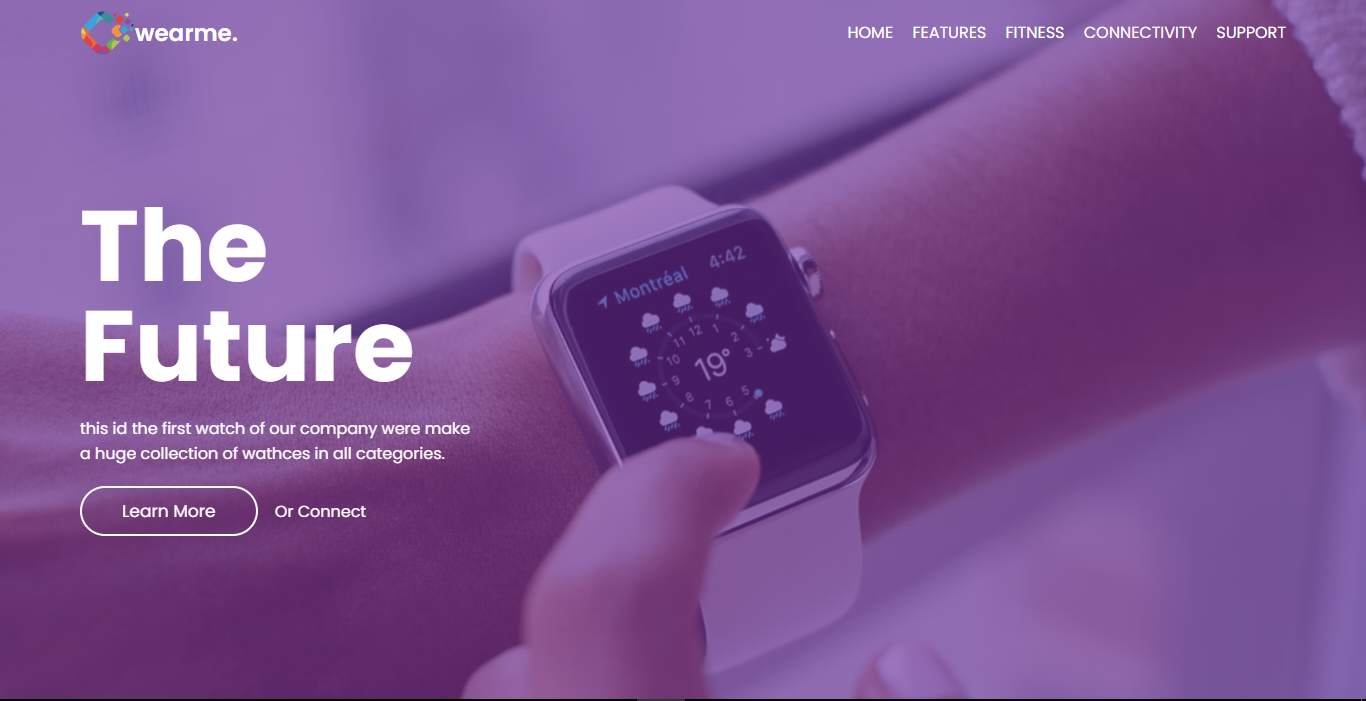 wearme.
HOME FEATURES FITNESS CONNECTIVITY SUPPORT
The
Future
this id the first watch of our company were make
a huge collection of wathces in all categories.
Learn More Or Connect
Montréal 4:42
12
11 1
10 2
9 19° 3
8 7 6 5